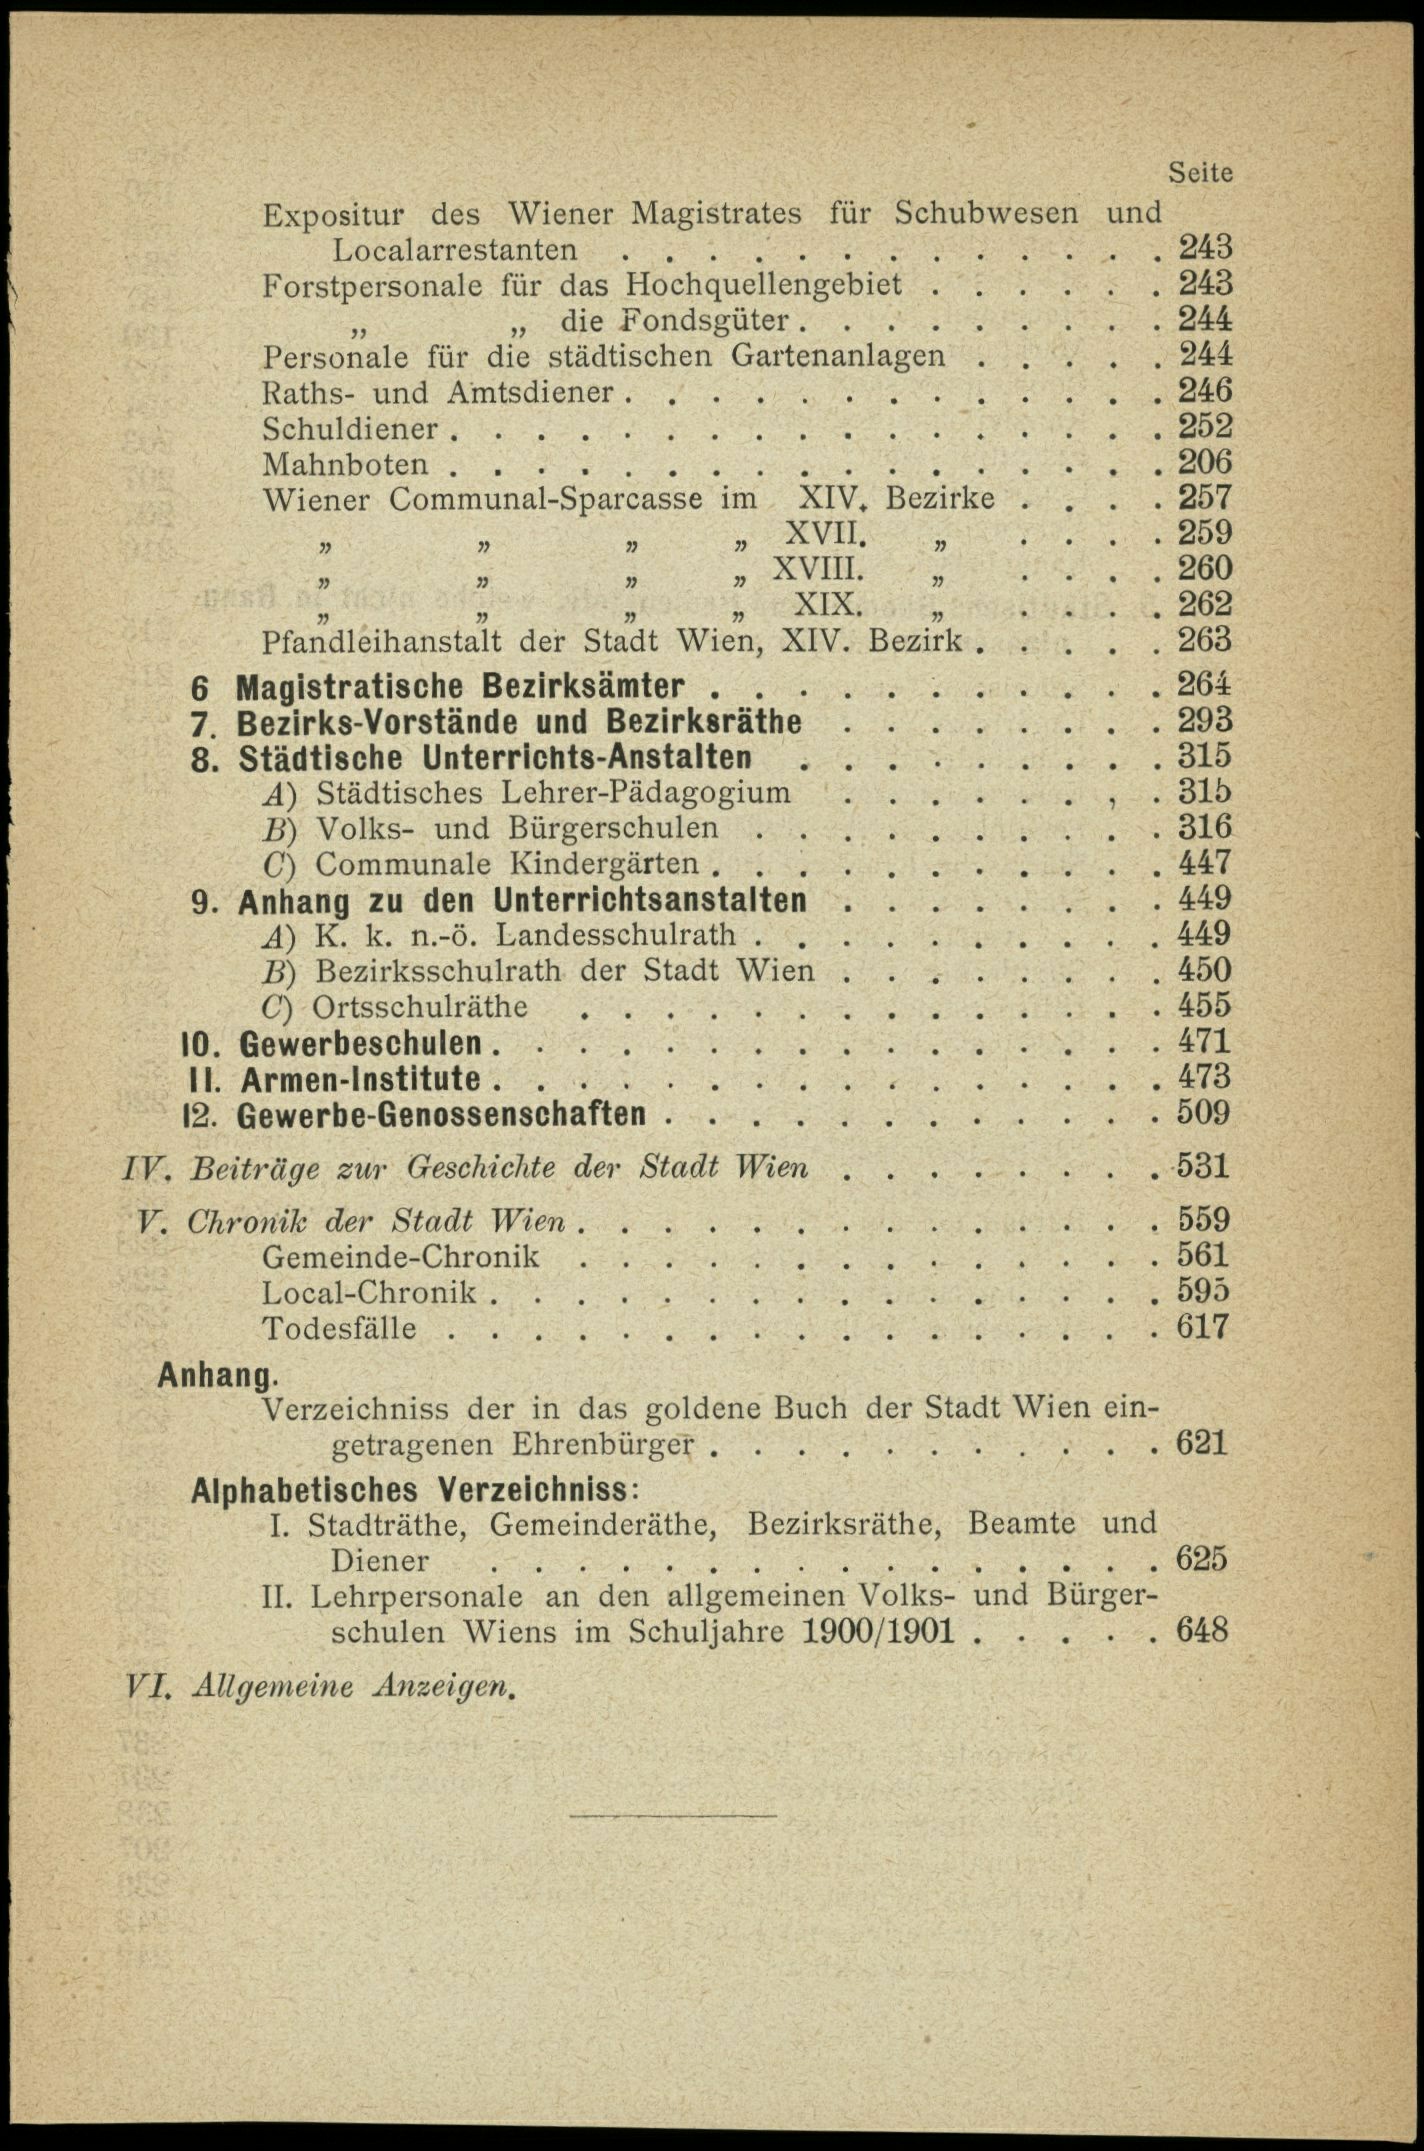 Seite
Expositur des Wiener Magistrates für Schubwesen und
Localarrestanten . . . . . . . . . . . . . 243
Forstpersonale für das Hochquellengebiet . . . . . . 243
„ „ die Fondsgüter . . . . . . . . . 244
Personale für die städtischen Gartenanlagen . . . . . 244
Raths- und Amtsdiener . . . . . . . . . . . . . 246
Schuldiener . . . . . . . . . . . . . . . . . 252
Mahnboten . . . . . . . . . . . . . . . . . 206
Wiener Communal-Sparcasse im XIV. Bezirke . . . . 257
„ „ „ „ XVII. „ . . . . 259
„ „ „ „ XVIII. „ . . . . 260
„ „ „ „ XIX. „ . . . . 262
Pfandleihanstalt der Stadt Wien, XIV. Bezirk . . . . . 263
6 Magistratische Bezirksämter . . . . . . . . . . . 264
7. Bezirks-Vorstände und Bezirksräthe . . . . . . . . 293
8. Städtische Unterrichts-Anstalten . . . . . . . . . 315
A) Städtisches Lehrer-Pädagogium . . . . . . , . 315
B) Volks- und Bürgerschulen . . . . . . . . . . 316
C) Communale Kindergärten . . . . . . . . . . . 447
9. Anhang zu den Unterrichtsanstalten . . . . . . . . 449
A) K. k. n.-ö. Landesschulrath . . . . . . . . . . 449
B) Bezirksschulrath der Stadt Wien . . . . . . . . 450
C) Ortsschulräthe . . . . . . . . . . . . . . 455
10. Gewerbeschulen . . . . . . . . . . . . . . . . 471
11. Armen-Institute . . . . . . . . . . . . . . . . 473
12. Gewerbe-Genossenschaften . . . . . . . . . . . . 509
IV. Beiträge zur Geschichte der Stadt Wien . . . . . . . . 531
V. Chronik der Stadt Wien . . . . . . . . . . . . . . 559
Gemeinde-Chronik . . . . . . . . . . . . . . 561
Local-Chronik . . . . . . . . . . . . . . . . 595
Todesfälle . . . . . . . . . . . . . . . . . 617
Anhang.
Verzeichniss der in das goldene Buch der Stadt Wien ein-
getragenen Ehrenbürger . . . . . . . . . . . 621
Alphabetisches Verzeichniss:
I. Stadträthe, Gemeinderäthe, Bezirksräthe, Beamte und
Diener . . . . . . . . . . . . . . . . 625
II. Lehrpersonale an den allgemeinen Volks- und Bürger-
schulen Wiens im Schuljahre 1900/1901 . . . . . 648
VI. Allgemeine Anzeigen.